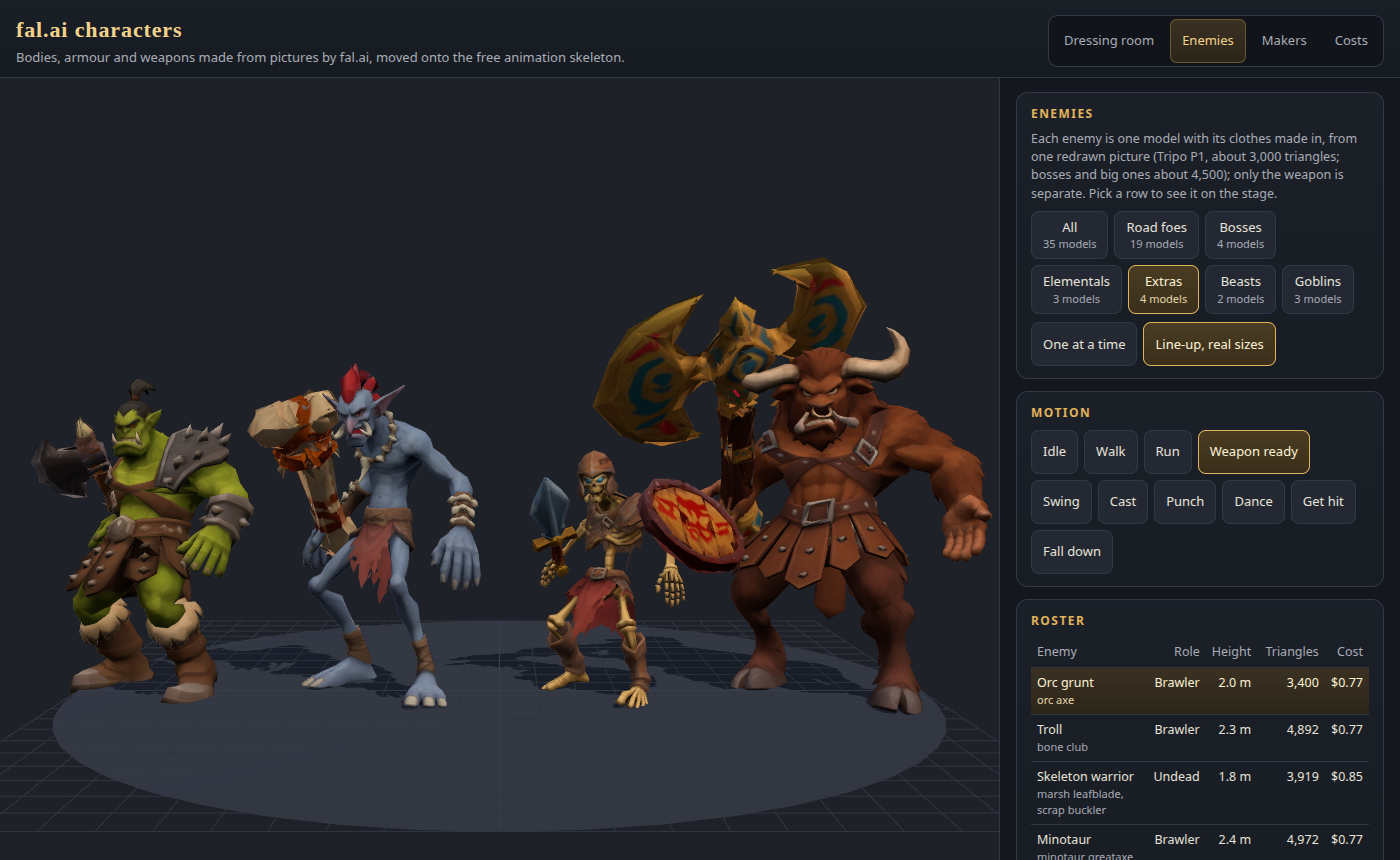 fal.ai characters
Bodies, armour and weapons made from pictures by fal.ai, moved onto the free animation skeleton.
Dressing room
Enemies
Makers
Costs
ENEMIES
Each enemy is one model with its clothes made in, from
one redrawn picture (Tripo P1, about 3,000 triangles;
bosses and big ones about 4,500); only the weapon is
separate. Pick a row to see it on the stage.
All
35 models
Road foes
19 models
Bosses
4 models
Elementals
3 models
Extras
4 models
Beasts
2 models
Goblins
3 models
One at a time
Line-up, real sizes
MOTION
Idle
Walk
Run
Weapon ready
Swing
Cast
Punch
Dance
Get hit
Fall down
ROSTER
Enemy Role Height Triangles Cost
Orc grunt Brawler 2.0 m 3,400 $0.77
orc axe
Troll Brawler 2.3 m 4,892 $0.77
bone club
Skeleton warrior Undead 1.8 m 3,919 $0.85
marsh leafblade,
scrap buckler
Minotaur Brawler 2.4 m 4,972 $0.77
minotaur greataxe